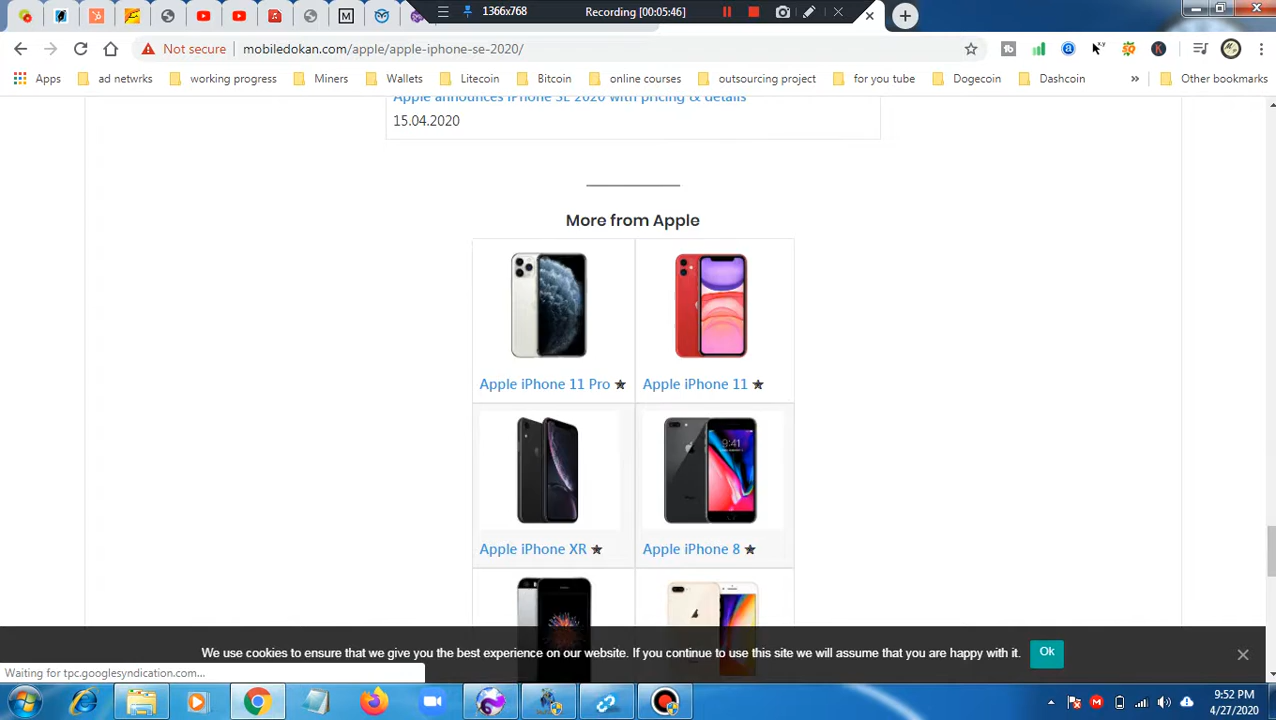 1366x768
Recording [00:05:46]
Not secure
mobiledokan.com/apple/apple-iphone-se-2020/
Apps
ad netwrks
working progress
Miners
Wallets
Litecoin
Bitcoin
online courses
outsourcing project
for you tube
Dogecoin
Dashcoin
»
Other bookmarks
Apple announces iPhone SE 2020 with pricing & details
15.04.2020
More from Apple
Apple iPhone 11 Pro
Apple iPhone 11
Apple iPhone XR
9:41
Apple iPhone 8
We use cookies to ensure that we give you the best experience on our website. If you continue to use this site we will assume that you are happy with it.
Ok
Waiting for tpc.googlesyndication.com...
9:52 PM
4/27/2020